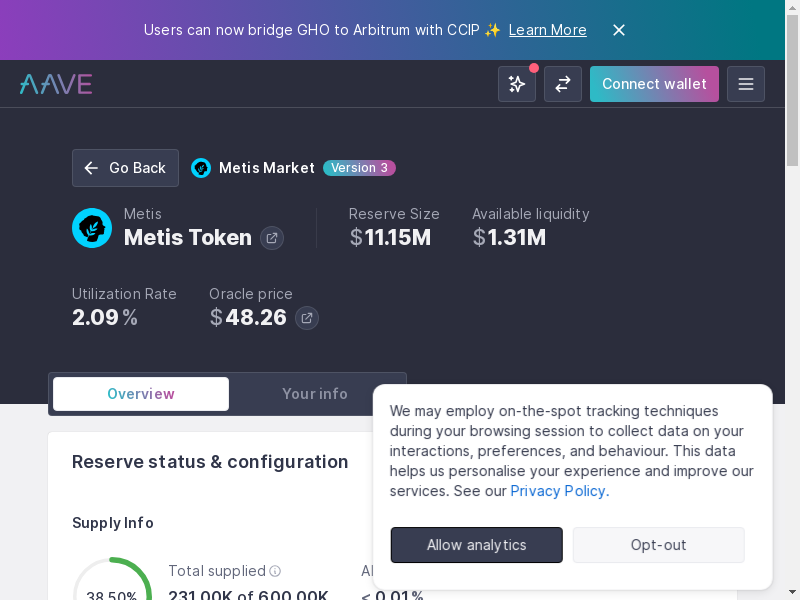 Users can now bridge GHO to Arbitrum with CCIP ✨ Learn More
AAVE
Connect wallet
Go Back
Metis Market
Version 3
Metis
Metis Token
Reserve Size
$11.15M
Available liquidity
$1.31M
Utilization Rate
2.09%
Oracle price
$48.26
Overview
Your info
Reserve status & configuration
Supply Info
38.50%
Total supplied
231.00K of 600.00K
< 0.01%
We may employ on-the-spot tracking techniques
during your browsing session to collect data on your
interactions, preferences, and behaviour. This data
helps us personalise your experience and improve our
services. See our Privacy Policy.
Allow analytics
Opt-out